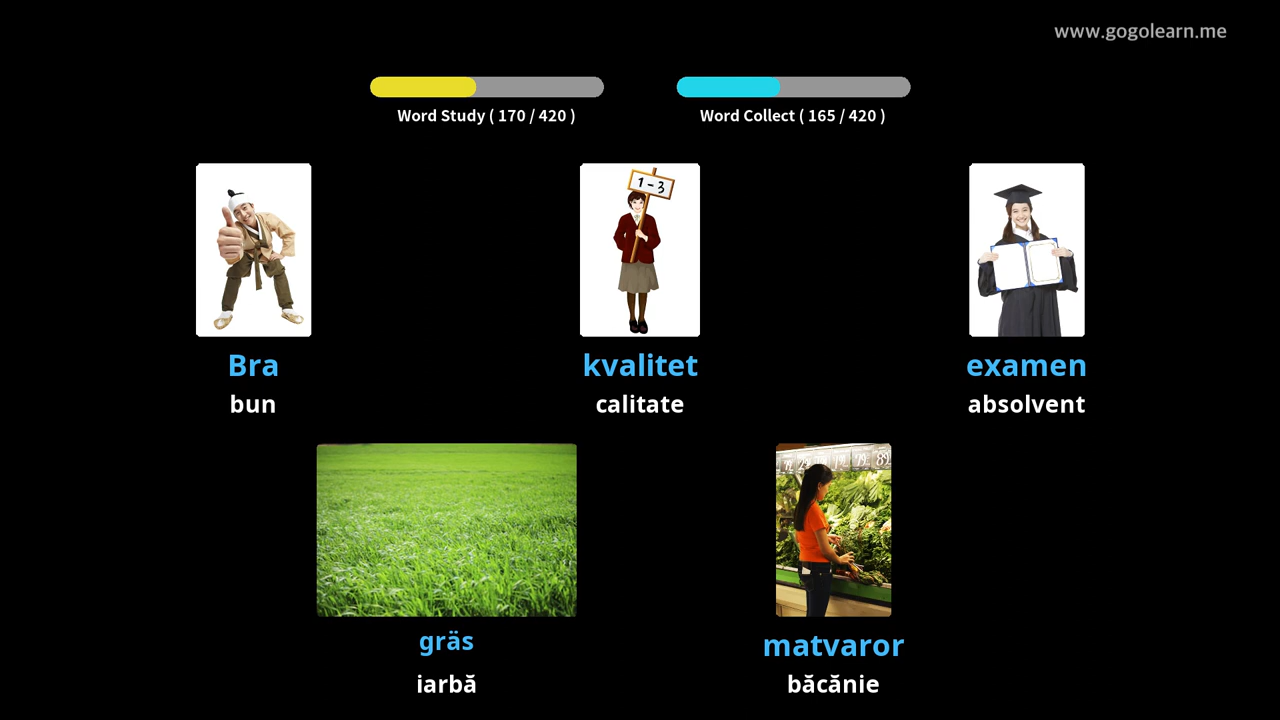 www.gogolearn.me
Word Study ( 170 / 420 )
Word Collect ( 165 / 420 )
1 - 3
Bra
kvalitet
examen
bun
calitate
absolvent
gräs
matvaror
iarbă
băcănie